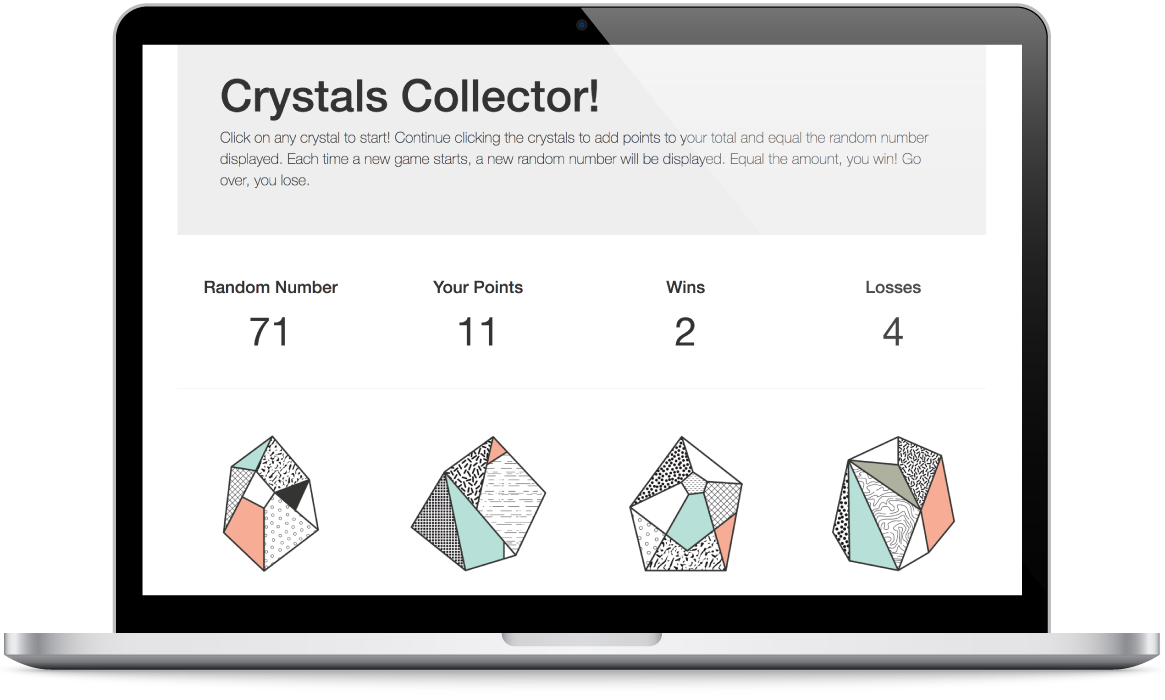 Crystals Collector!
Click on any crystal to start! Continue clicking the crystals to add points to your total and equal the random number
displayed. Each time a new game starts, a new random number will be displayed. Equal the amount, you win! Go
over, you lose.
Random Number
Your Points
Wins
Losses
71
11
2
4